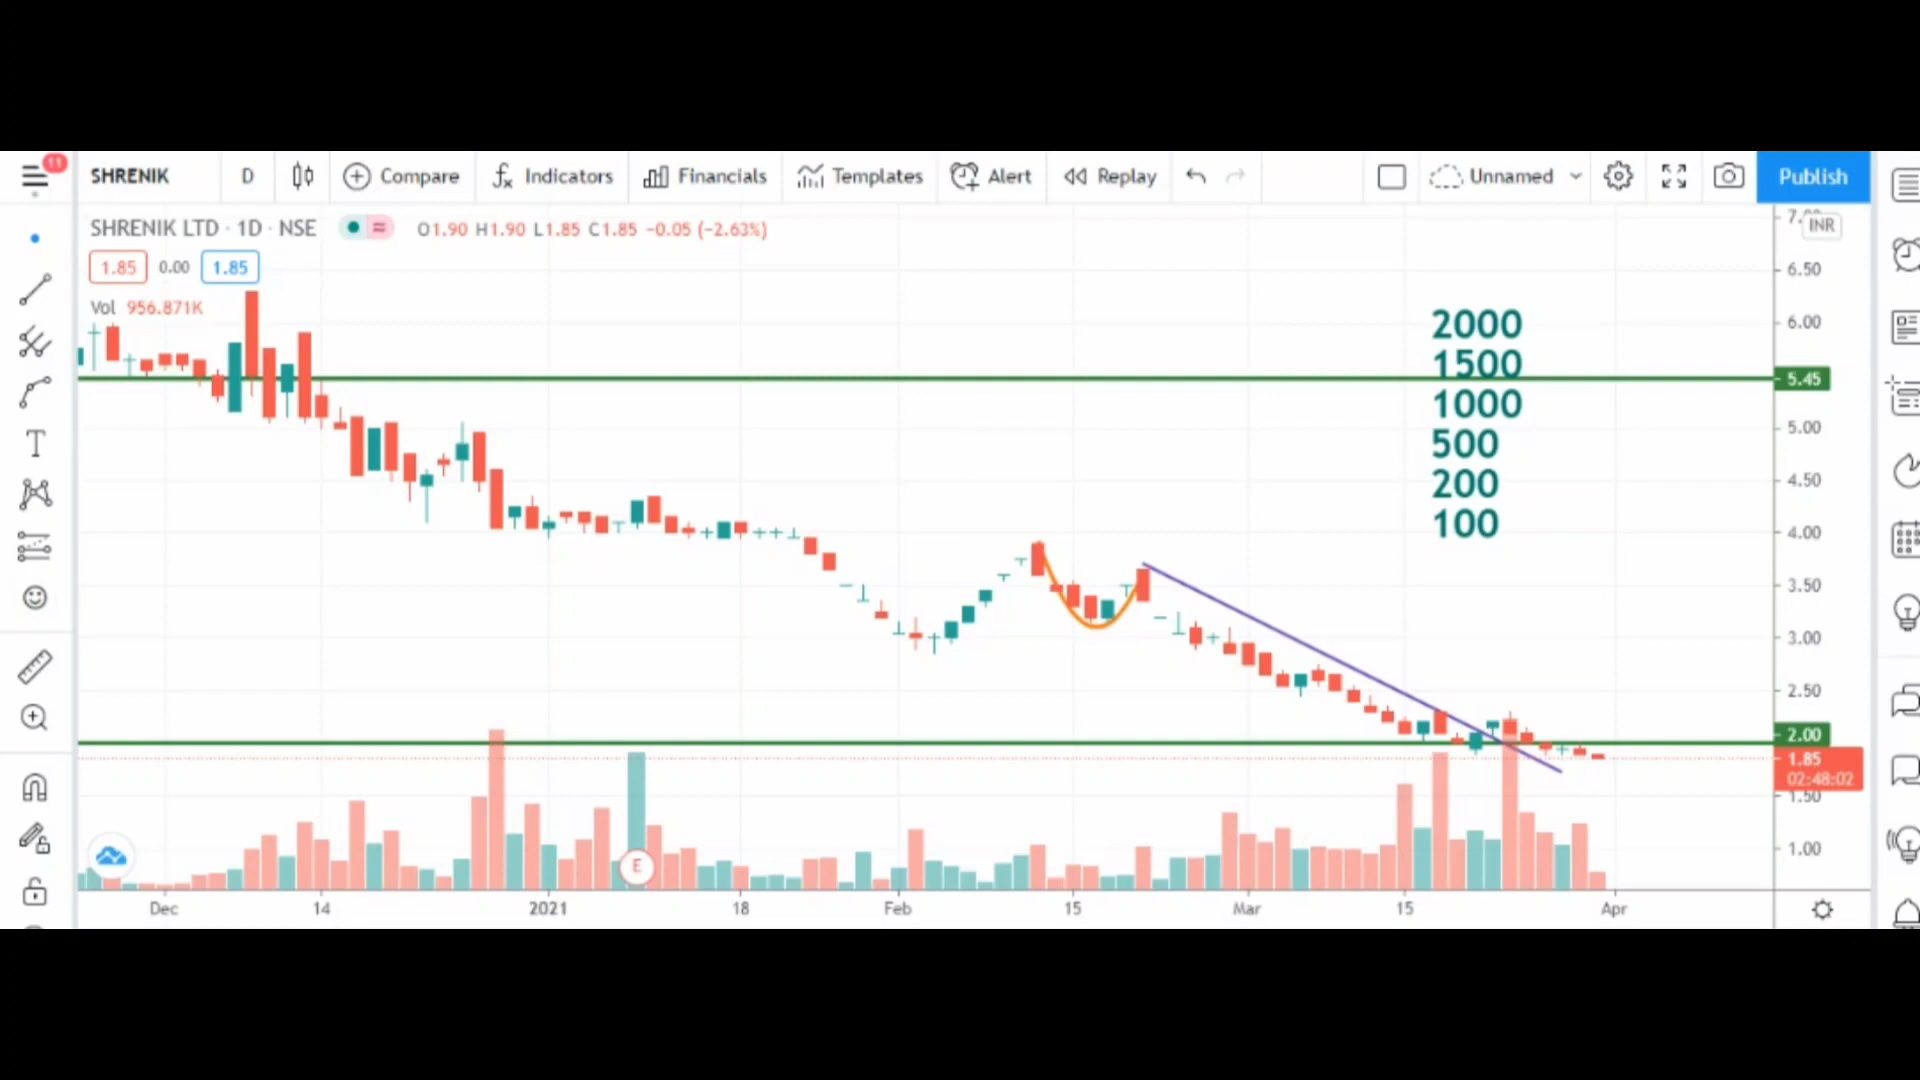 11
SHRENIK D Compare Indicators Financials Templates Alert Replay Unnamed Publish
SHRENIK LTD · 1D · NSE O1.90 H1.90 L1.85 C1.85 −0.05 (−2.63%)
1.85 0.00 1.85
Vol 956.871K
INR
6.50
6.00
5.45
5.00
4.50
4.00
3.50
3.00
2.50
2.00
1.85
02:48:02
1.50
1.00
2000
1500
1000
500
200
100
T
E
Dec 14 2021 18 Feb 15 Mar 15 Apr